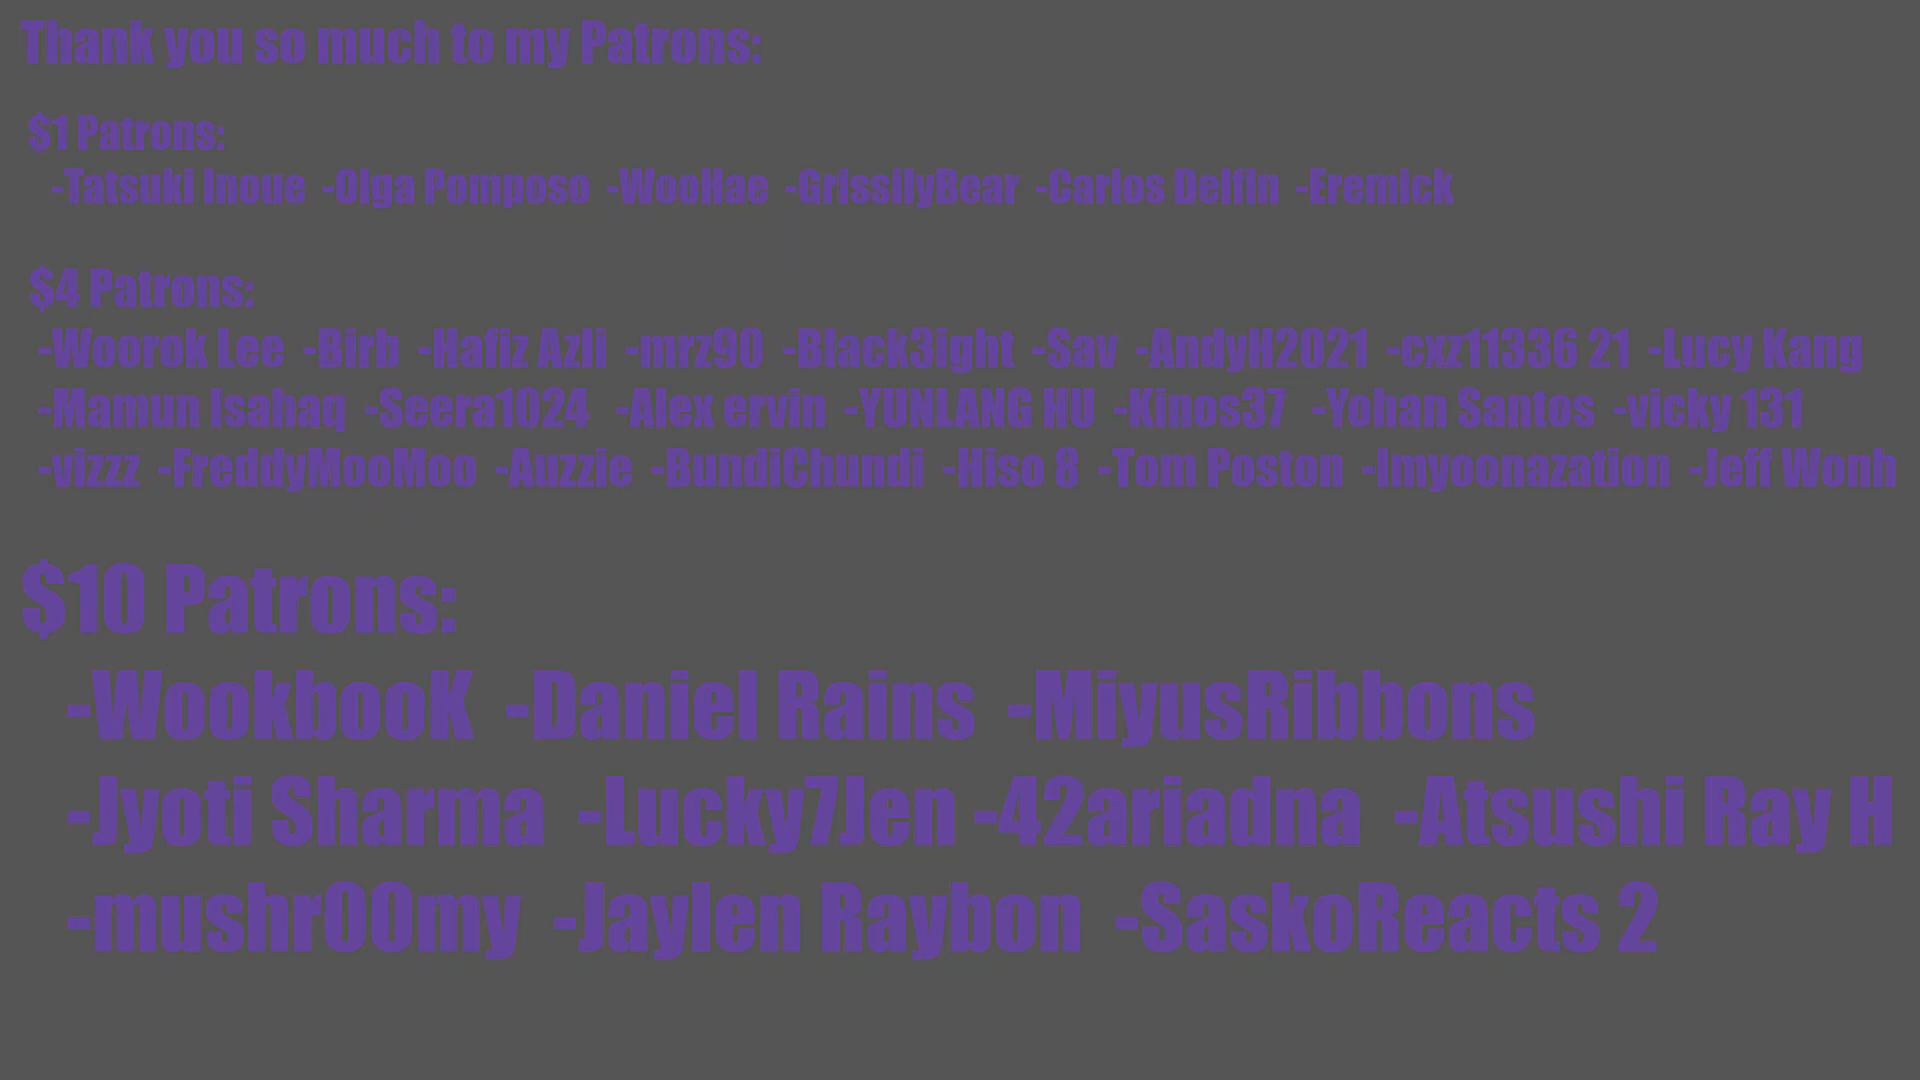 Thank you so much to my Patrons:
$1 Patrons:
-Tatsuki Inoue -Olga Pomposo -WooHae -GrissilyBear -Carlos Delfin -Eremick
$4 Patrons:
-Woorok Lee -Birb -Hafiz Azli -mrz90 -Black3ight -Sav -AndyH2021 -cxz11336 21 -Lucy Kang
-Mamun Isahaq -Seera1024 -Alex ervin -YUNLANG HU -Kinos37 -Yohan Santos -vicky 131
-vizzz -FreddyMooMoo -Auzzie -BundiChundi -Hiso 8 -Tom Poston -Imyoonazation -Jeff Wonh
$10 Patrons:
-WookbooK -Daniel Rains -MiyusRibbons
-Jyoti Sharma -Lucky7Jen -42ariadna -Atsushi Ray H
-mushr00my -Jaylen Raybon -SaskoReacts 2